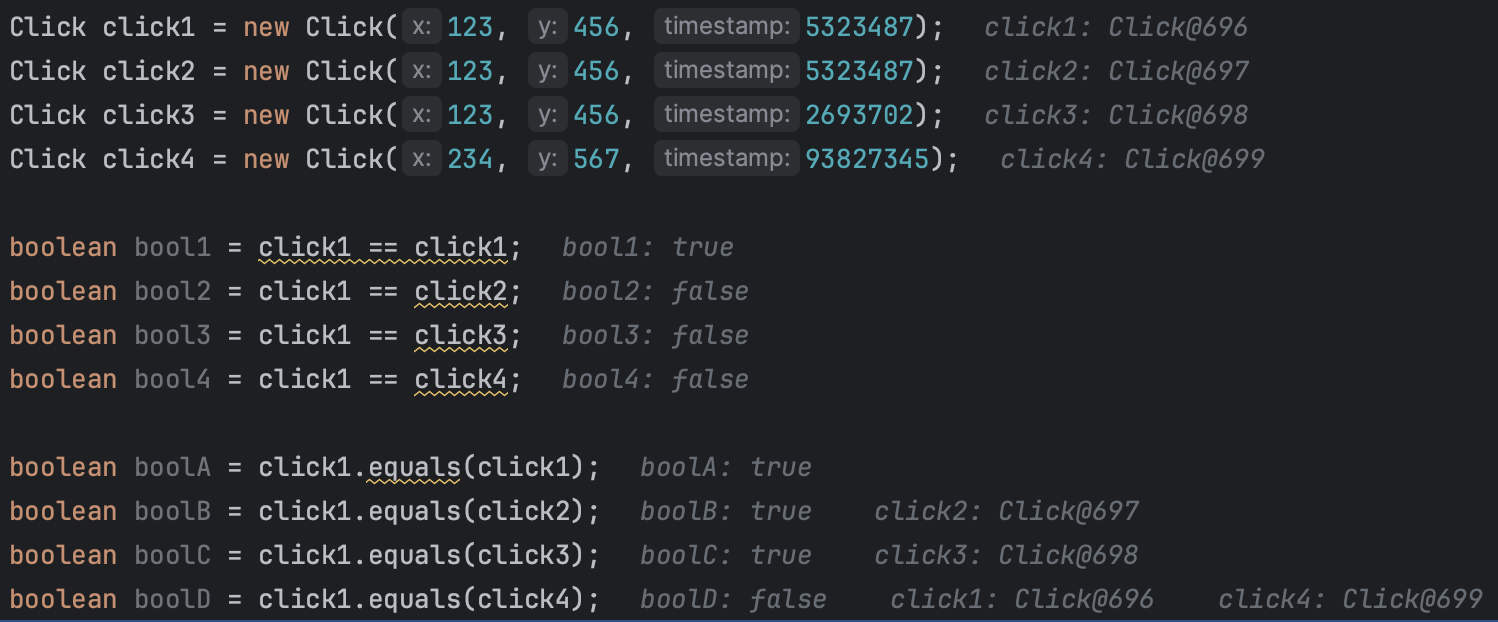 Click click1 = new Click( x: 123, y: 456, timestamp: 5323487); click1: Click@696
Click click2 = new Click( x: 123, y: 456, timestamp: 5323487); click2: Click@697
Click click3 = new Click( x: 123, y: 456, timestamp: 2693702); click3: Click@698
Click click4 = new Click( x: 234, y: 567, timestamp: 93827345); click4: Click@699
boolean bool1 = click1 == click1; bool1: true
boolean bool2 = click1 == click2; bool2: false
boolean bool3 = click1 == click3; bool3: false
boolean bool4 = click1 == click4; bool4: false
boolean boolA = click1.equals(click1); boolA: true
boolean boolB = click1.equals(click2); boolB: true click2: Click@697
boolean boolC = click1.equals(click3); boolC: true click3: Click@698
boolean boolD = click1.equals(click4); boolD: false click1: Click@696 click4: Click@699